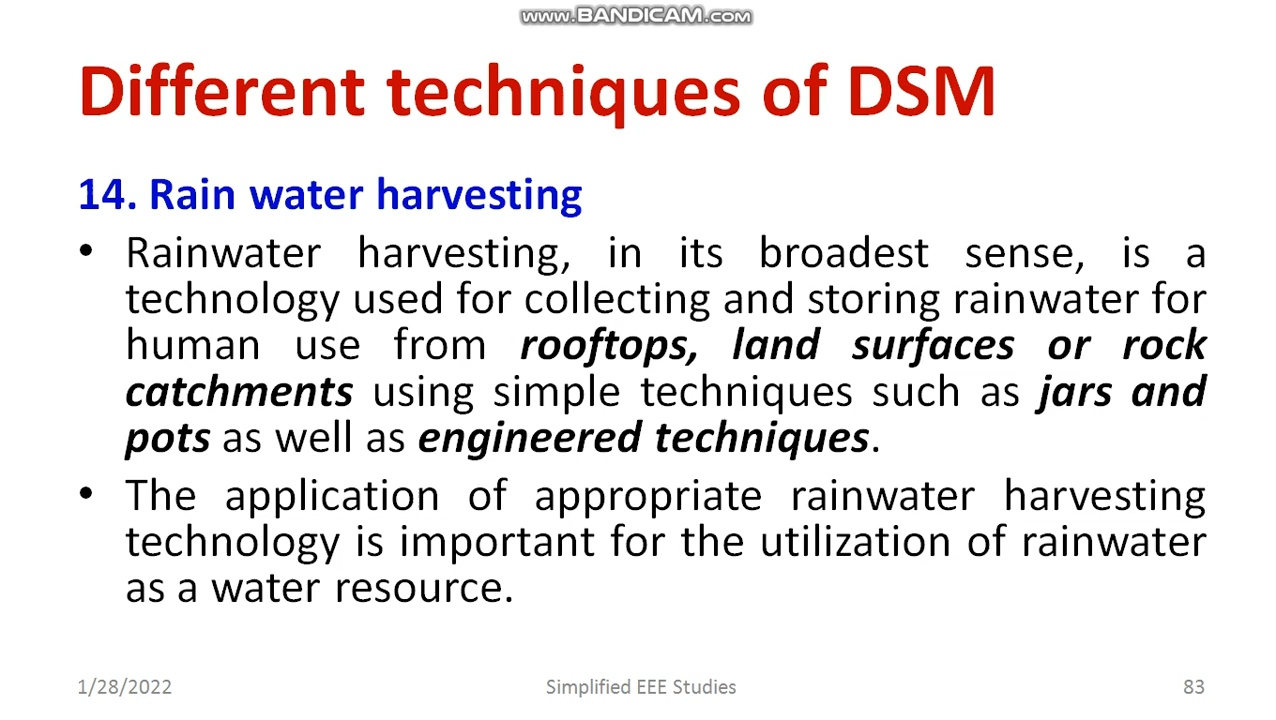 www.BANDICAM.com
Different techniques of DSM
14. Rain water harvesting
• Rainwater harvesting, in its broadest sense, is a
technology used for collecting and storing rainwater for
human use from rooftops, land surfaces or rock
catchments using simple techniques such as jars and
pots as well as engineered techniques.
• The application of appropriate rainwater harvesting
technology is important for the utilization of rainwater
as a water resource.
1/28/2022 Simplified EEE Studies 83